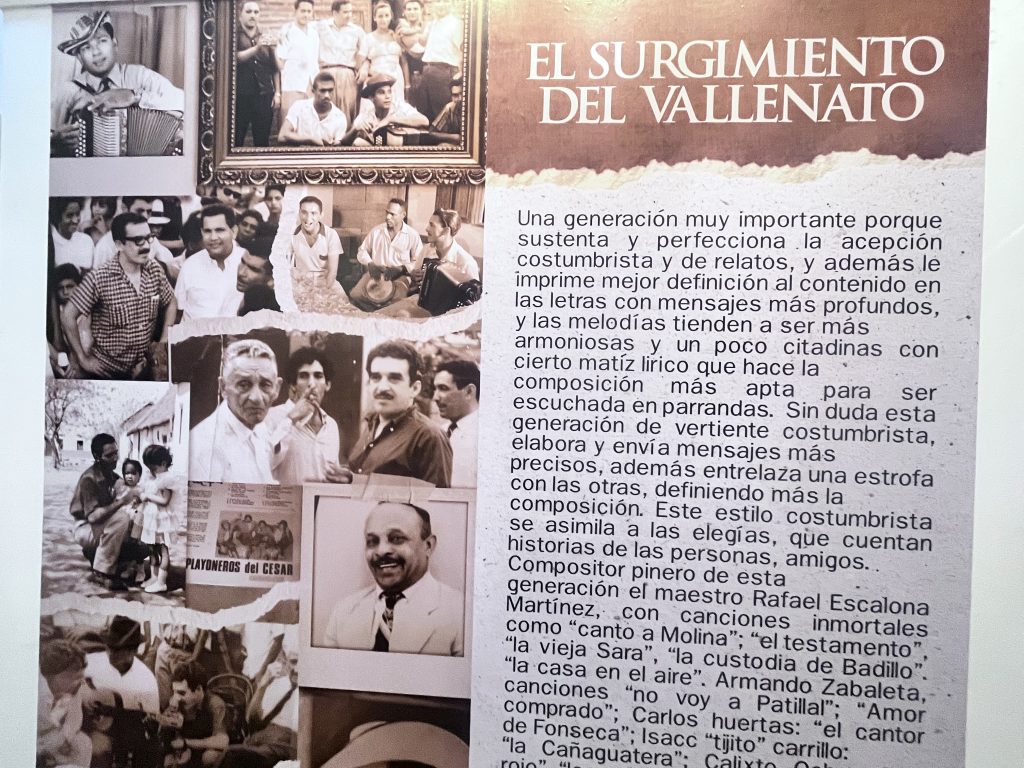 EL SURGIMIENTO
DEL VALLENATO
Una generación muy importante porque
sustenta y perfecciona la acepción
costumbrista y de relatos, y además le
imprime mejor definición al contenido en
las letras con mensajes más profundos,
y las melodías tienden a ser más
armoniosas y un poco citadinas con
cierto matíz lirico que hace la
composición más apta para ser
escuchada en parrandas. Sin duda esta
generación de vertiente costumbrista,
elabora y envía mensajes más
precisos, además entrelaza una estrofa
con las otras, definiendo más la
composición. Este estilo costumbrista
se asimila a las elegías, que cuentan
historias de las personas, amigos.
Compositor pinero de esta
generación el maestro Rafael Escalona
Martínez, con canciones inmortales
como “canto a Molina”; “el testamento”,
“la vieja Sara”, “la custodia de Badillo”.
“la casa en el aire”. Armando Zabaleta,
canciones “no voy a Patillal”; “Amor
comprado”; Carlos huertas: “el cantor
de Fonseca”; Isacc “tijito” carrillo:
“la Cañaguatera”; Calixto
PLAYONEROS del CESAR